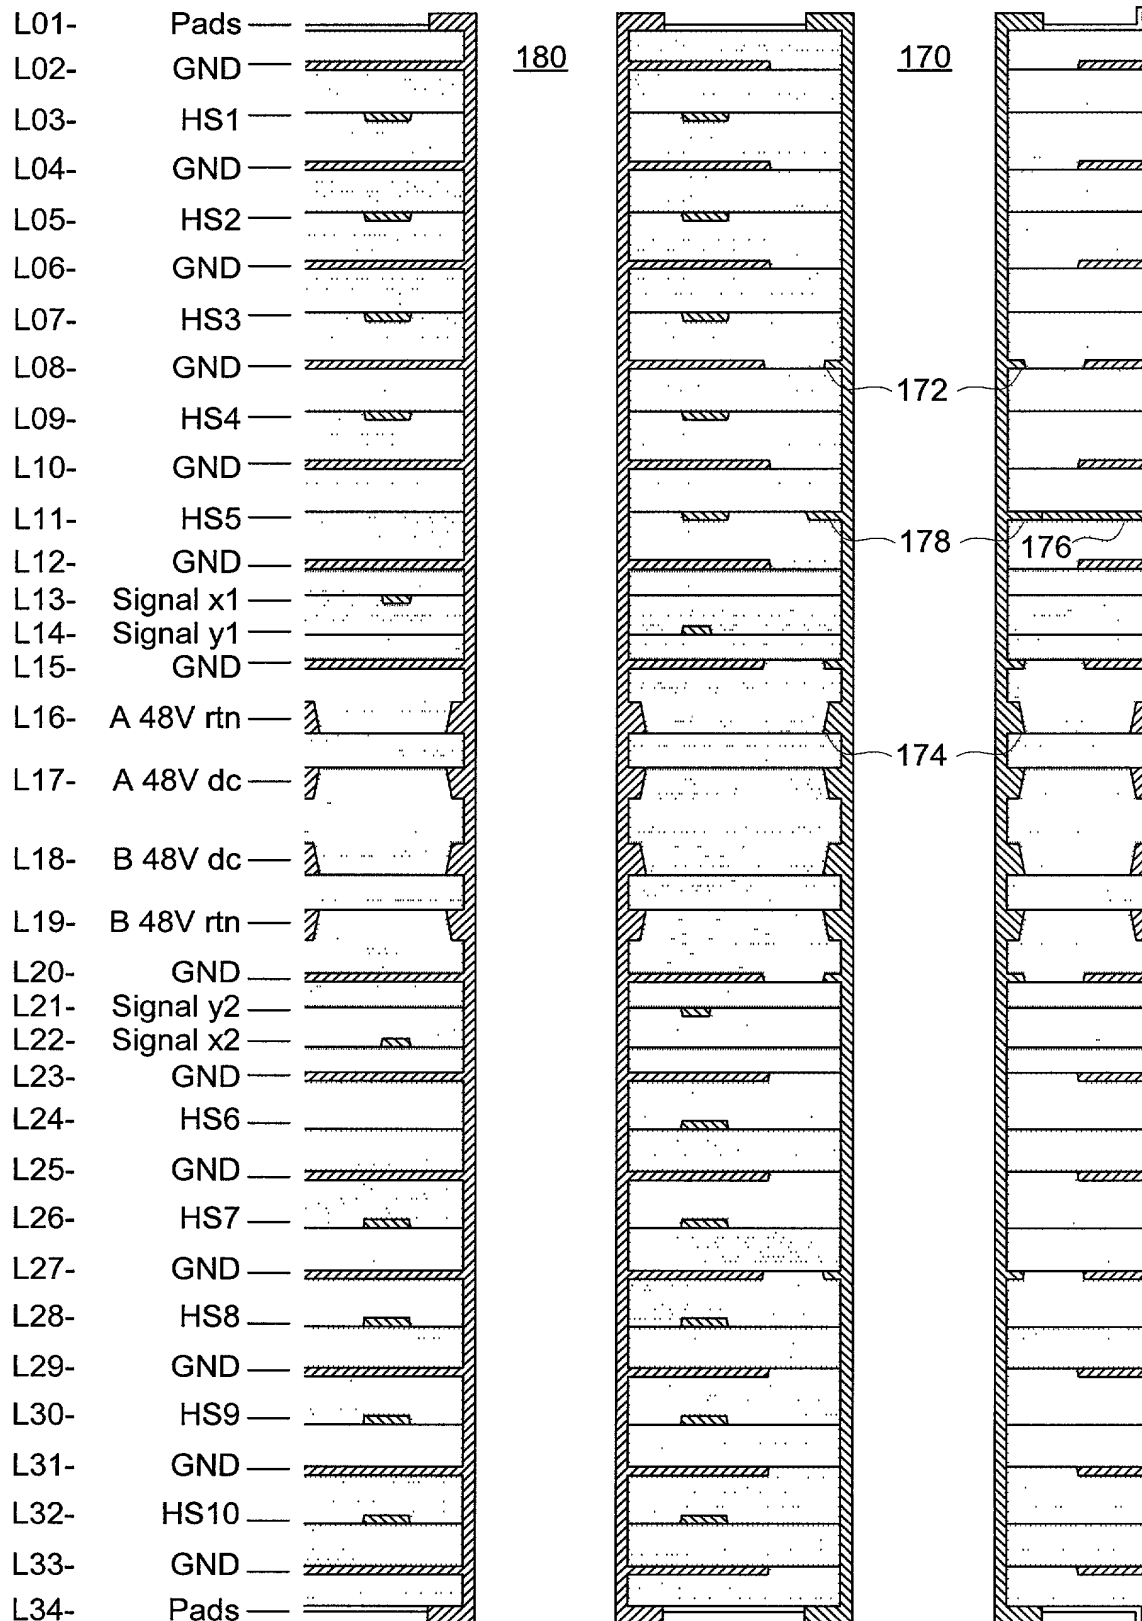 L01- Pads
180
170
L02- GND
L03- HS1
L04- GND
L05- HS2
L06- GND
L07- HS3
L08- GND
172
L09- HS4
L10- GND
L11- HS5
178
176
L12- GND
L13- Signal x1
L14- Signal y1
L15- GND
L16- A 48V rtn
174
L17- A 48V dc
L18- B 48V dc
L19- B 48V rtn
L20- GND
L21- Signal y2
L22- Signal x2
L23- GND
L24- HS6
L25- GND
L26- HS7
L27- GND
L28- HS8
L29- GND
L30- HS9
L31- GND
L32- HS10
L33- GND
L34- Pads